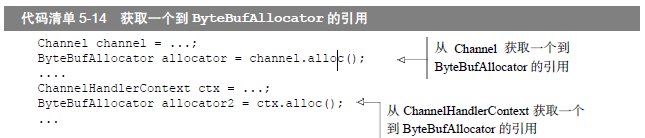 代码清单 5-14 获取一个到 ByteBufAllocator 的引用
Channel channel = ...;
ByteBufAllocator allocator = channel.alloc();
....
ChannelHandlerContext ctx = ...;
ByteBufAllocator allocator2 = ctx.alloc();
...
从 Channel 获取一个到
ByteBufAllocator 的引用
从 ChannelHandlerContext 获取一个
到 ByteBufAllocator 的引用